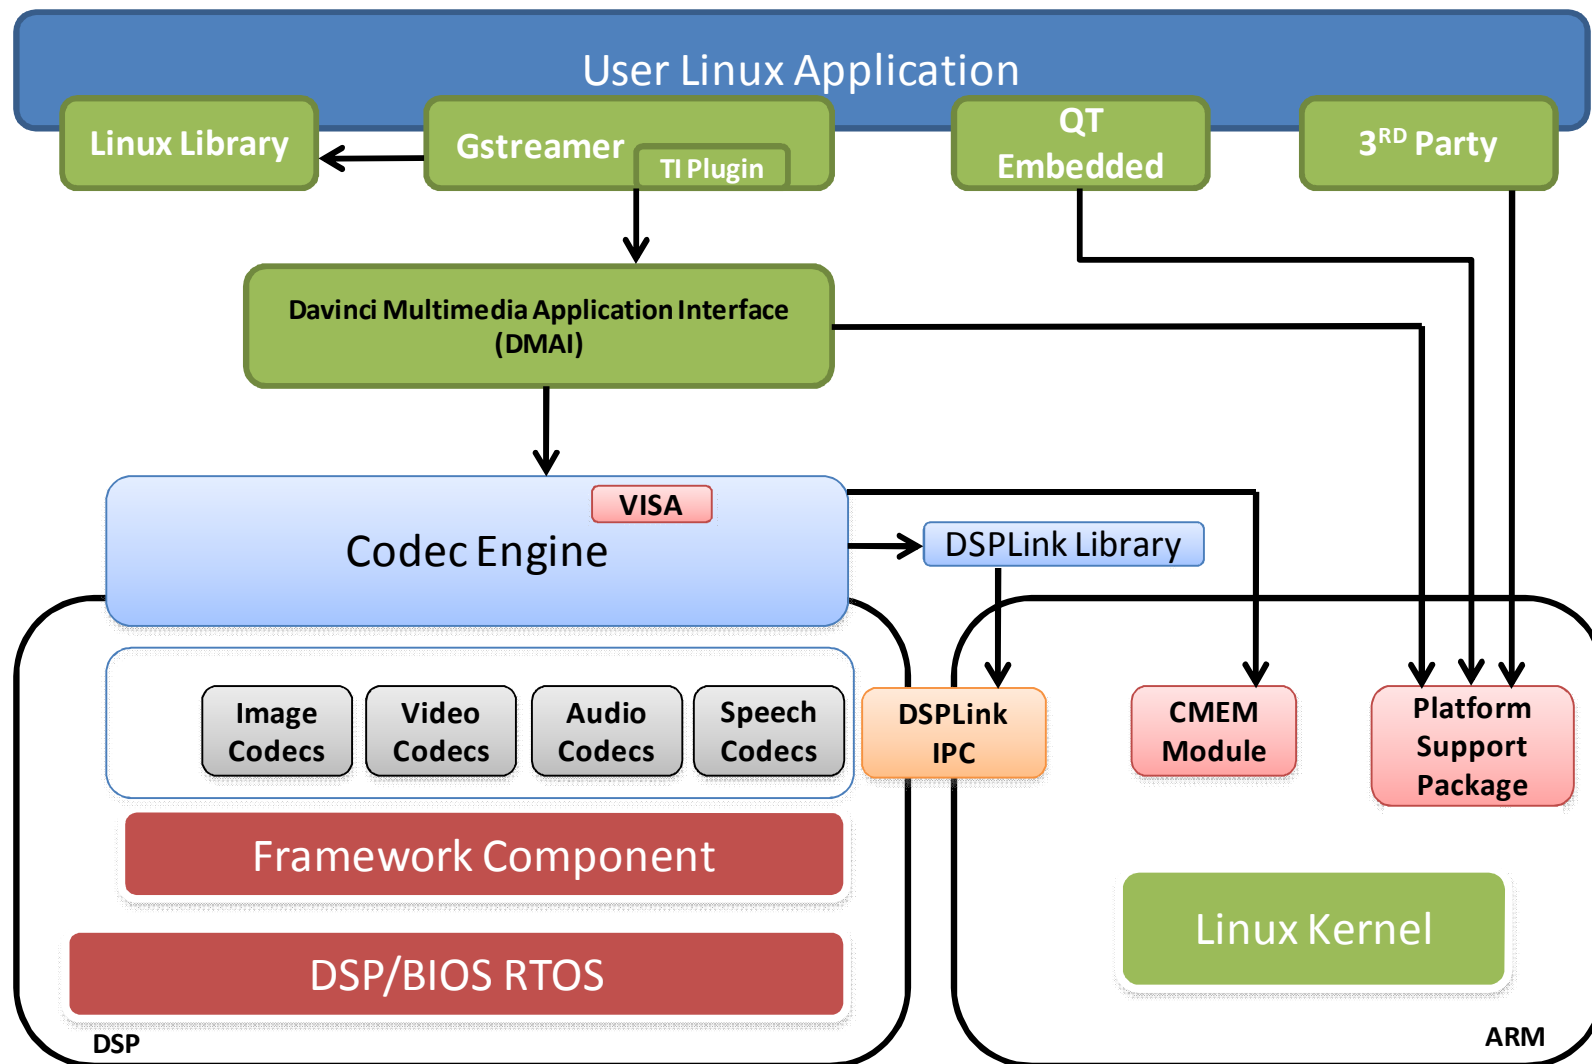 User Linux Application
Linux Library
Gstreamer
TI Plugin
QT
Embedded
3RD Party
Davinci Multimedia Application Interface
(DMAI)
VISA
Codec Engine
DSPLink Library
Image
Codecs
Video
Codecs
Audio
Codecs
Speech
Codecs
DSPLink
IPC
CMEM
Module
Platform
Support
Package
Framework Component
Linux Kernel
DSP/BIOS RTOS
DSP
ARM